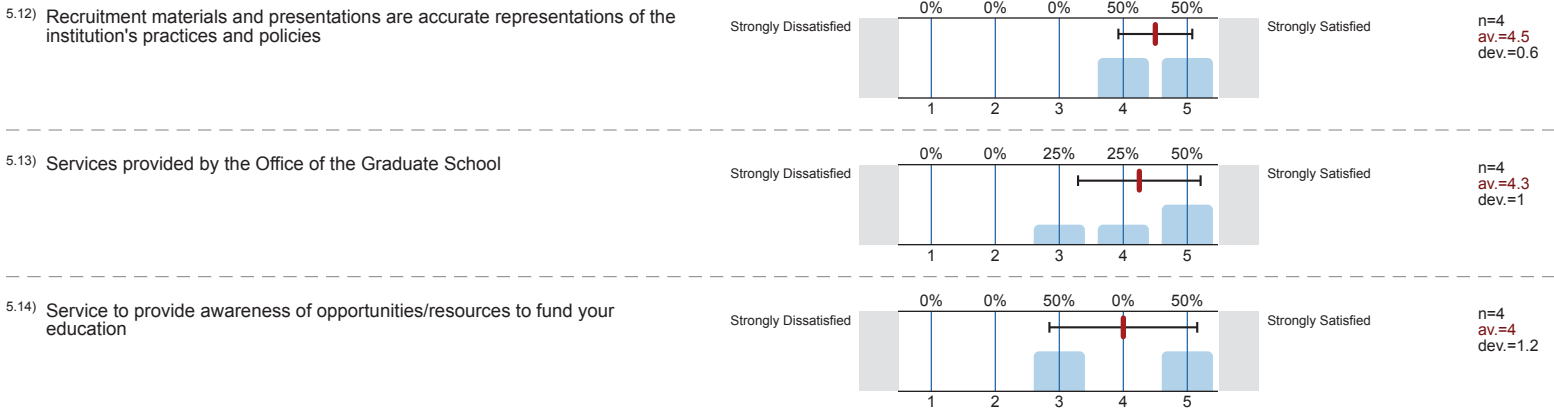 5.12) Recruitment materials and presentations are accurate representations of the
institution's practices and policies
Strongly Dissatisfied
0% 0% 0% 50% 50%
1 2 3 4 5
Strongly Satisfied
n=4
av.=4.5
dev.=0.6
5.13) Services provided by the Office of the Graduate School
Strongly Dissatisfied
0% 0% 25% 25% 50%
1 2 3 4 5
Strongly Satisfied
n=4
av.=4.3
dev.=1
5.14) Service to provide awareness of opportunities/resources to fund your
education
Strongly Dissatisfied
0% 0% 50% 0% 50%
1 2 3 4 5
Strongly Satisfied
n=4
av.=4
dev.=1.2